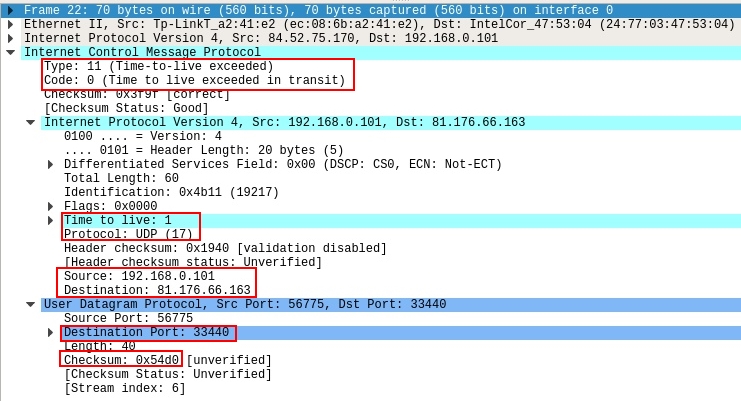 Frame 22: 70 bytes on wire (560 bits), 70 bytes captured (560 bits) on interface 0
Ethernet II, Src: Tp-LinkT_a2:41:e2 (ec:08:6b:a2:41:e2), Dst: IntelCor_47:53:04 (24:77:03:47:53:04)
Internet Protocol Version 4, Src: 84.52.75.170, Dst: 192.168.0.101
Internet Control Message Protocol
Type: 11 (Time-to-live exceeded)
Code: 0 (Time to live exceeded in transit)
Checksum: 0x3f9f [correct]
[Checksum Status: Good]
Internet Protocol Version 4, Src: 192.168.0.101, Dst: 81.176.66.163
0100 .... = Version: 4
.... 0101 = Header Length: 20 bytes (5)
Differentiated Services Field: 0x00 (DSCP: CS0, ECN: Not-ECT)
Total Length: 60
Identification: 0x4b11 (19217)
Flags: 0x0000
Time to live: 1
Protocol: UDP (17)
Header checksum: 0x1940 [validation disabled]
[Header checksum status: Unverified]
Source: 192.168.0.101
Destination: 81.176.66.163
User Datagram Protocol, Src Port: 56775, Dst Port: 33440
Source Port: 56775
Destination Port: 33440
Length: 40
Checksum: 0x54d0 [unverified]
[Checksum Status: Unverified]
[Stream index: 6]